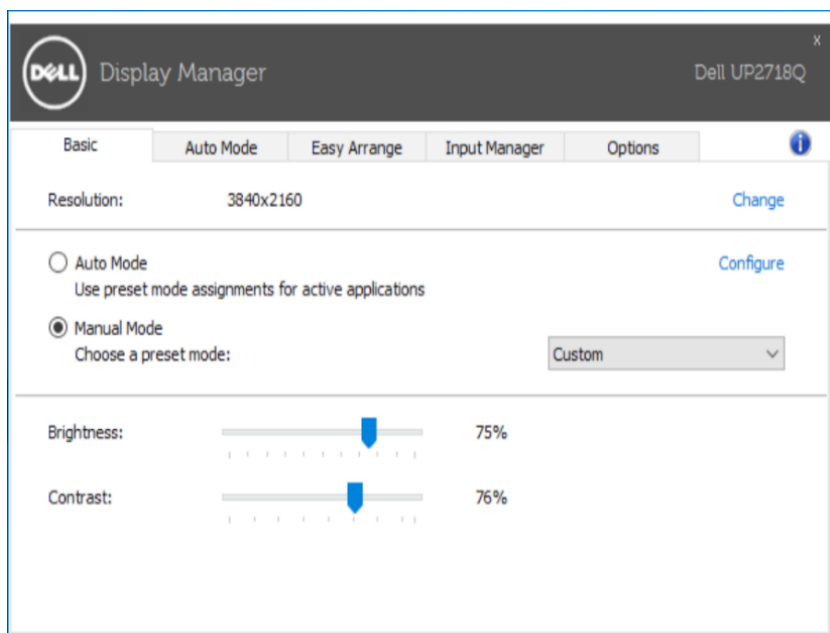 x
DELL Display Manager Dell UP2718Q
Basic Auto Mode Easy Arrange Input Manager Options i
Resolution: 3840x2160 Change
Auto Mode Configure
Use preset mode assignments for active applications
Manual Mode
Choose a preset mode: Custom
Brightness: 75%
Contrast: 76%